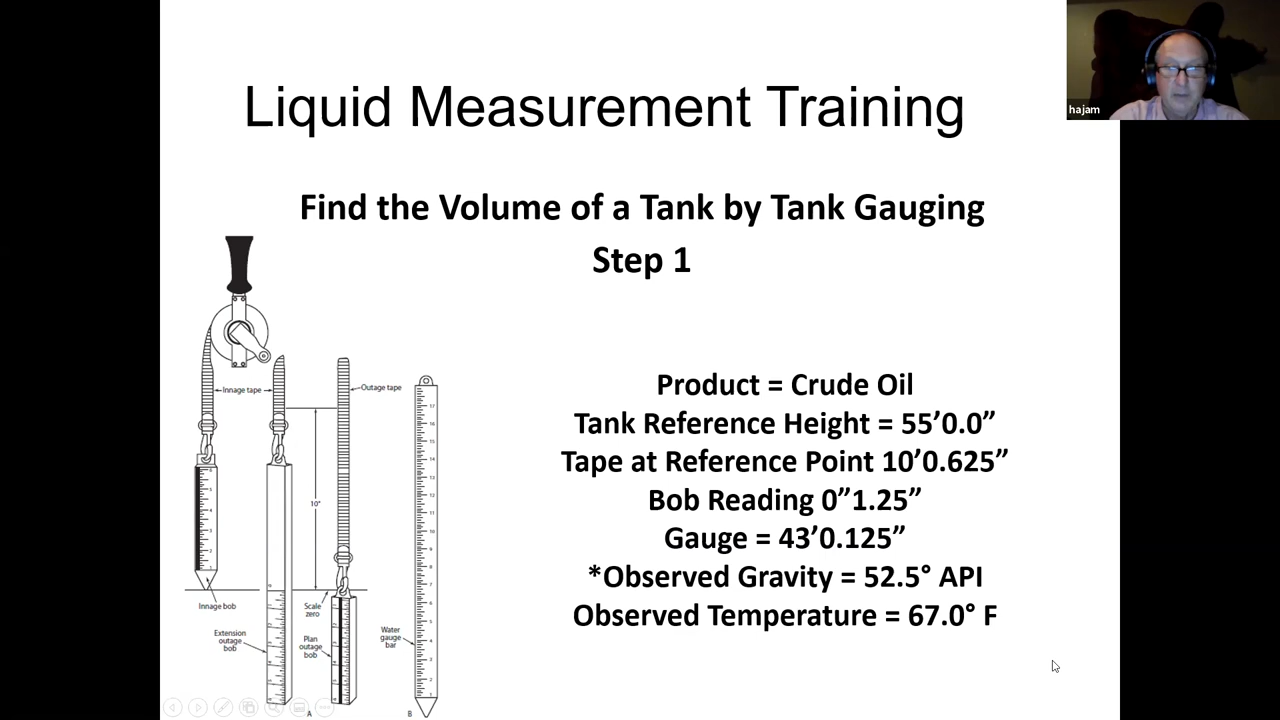 Liquid Measurement Training
hajam
Find the Volume of a Tank by Tank Gauging
Step 1
Innage tape
Outage tape
10"
Innage bob
Scale
zero
Extension
outage
bob
Plan
outage
bob
Water
gauge
bar
A
B
Product = Crude Oil
Tank Reference Height = 55’0.0”
Tape at Reference Point 10’0.625”
Bob Reading 0”1.25”
Gauge = 43’0.125”
*Observed Gravity = 52.5° API
Observed Temperature = 67.0° F